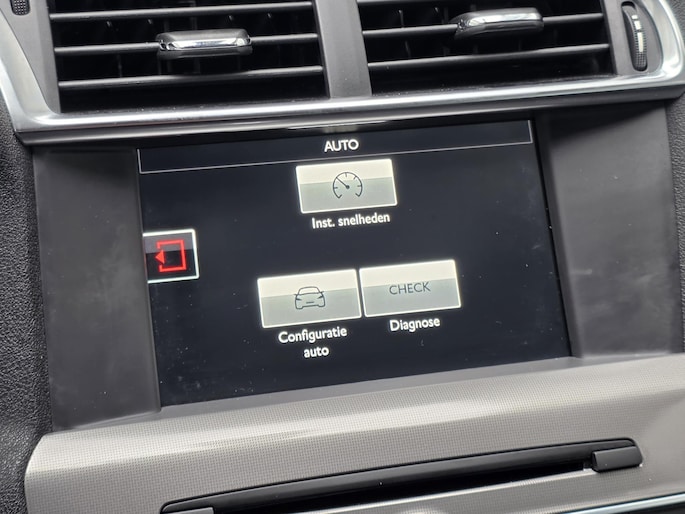 AUTO
Inst. snelheden
CHECK
Configuratie
auto
Diagnose